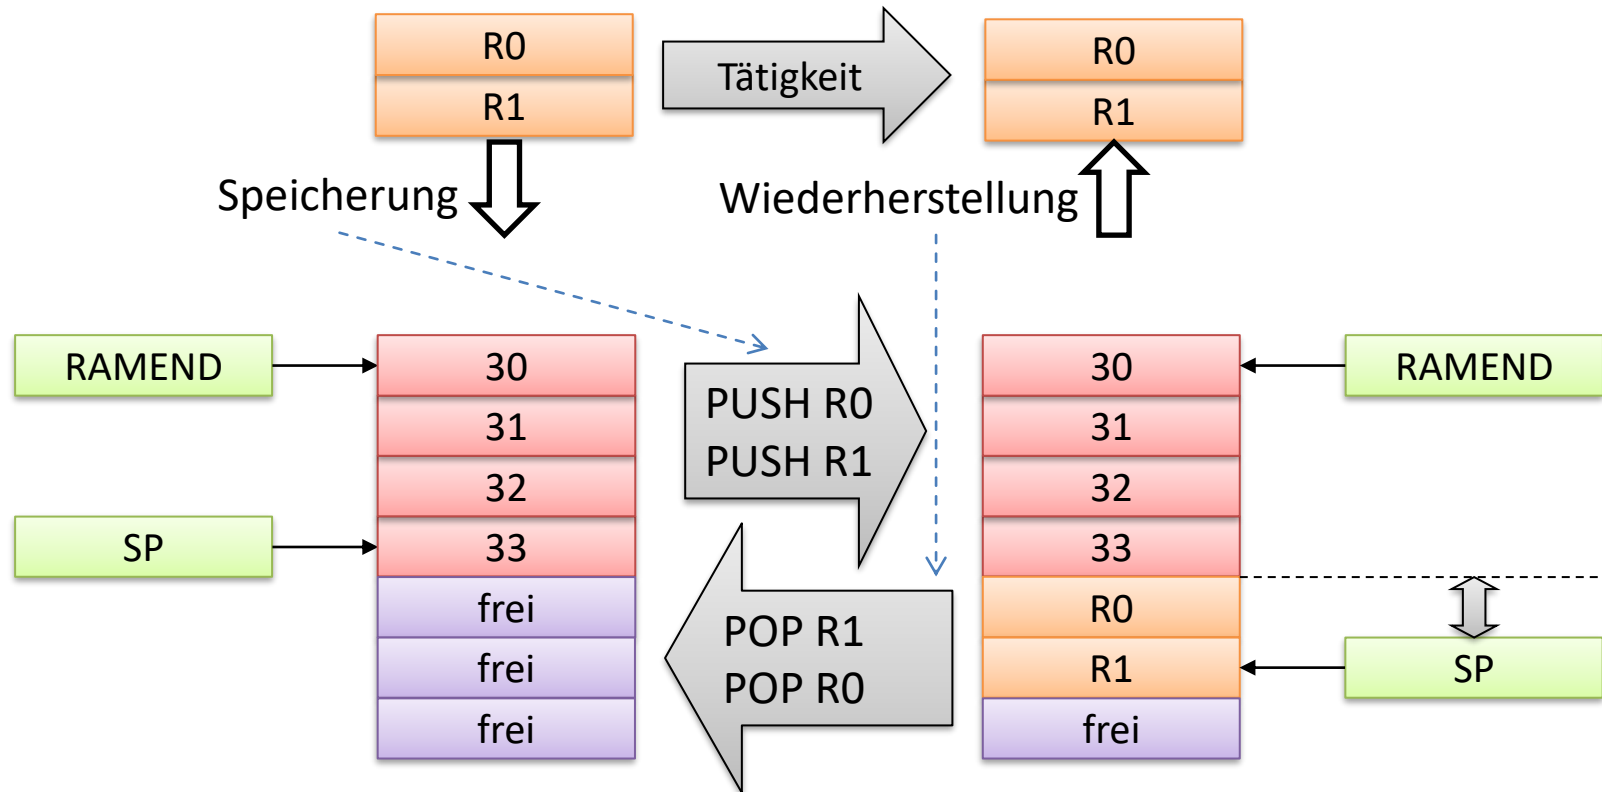 R0
R1
Tätigkeit
R0
R1
Speicherung
Wiederherstellung
RAMEND
30
31
32
SP
33
frei
frei
frei
PUSH R0
PUSH R1
POP R1
POP R0
30
RAMEND
31
32
33
R0
R1
SP
frei